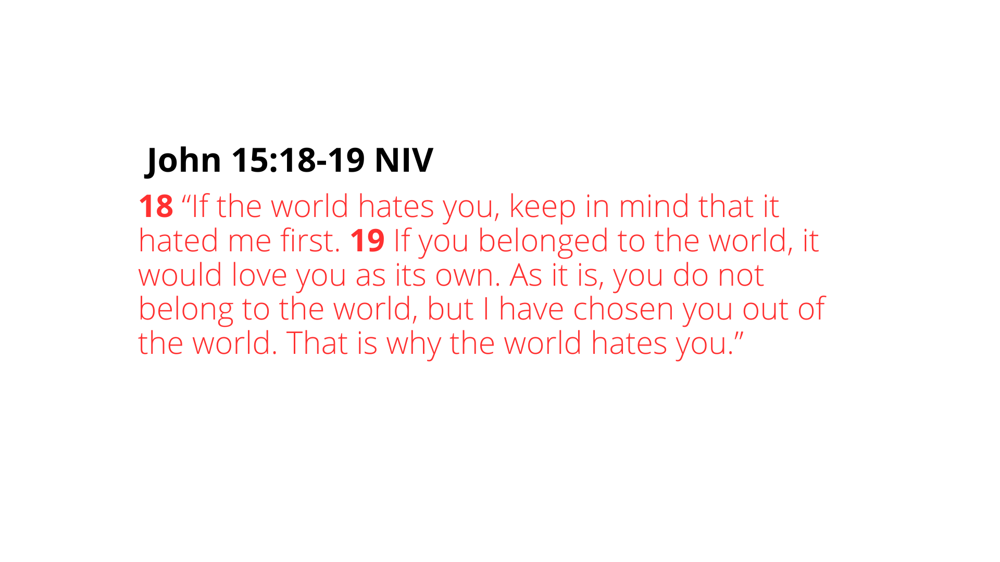 John 15:18-19 NIV
18 “If the world hates you, keep in mind that it
hated me first. 19 If you belonged to the world, it
would love you as its own. As it is, you do not
belong to the world, but I have chosen you out of
the world. That is why the world hates you.”